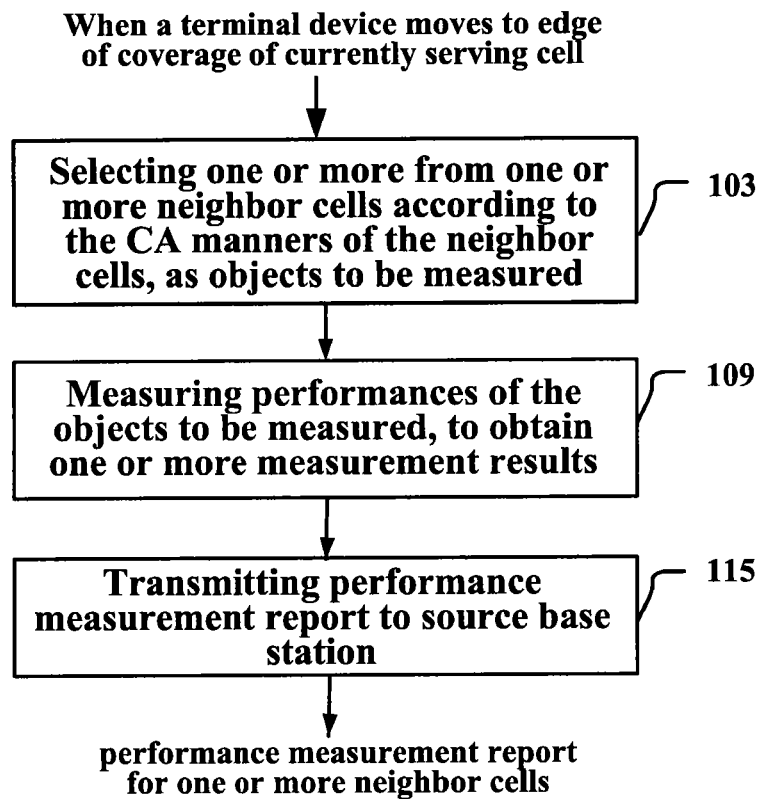 When a terminal device moves to edge
of coverage of currently serving cell
Selecting one or more from one or
more neighbor cells according to
the CA manners of the neighbor
cells, as objects to be measured
103
Measuring performances of the
objects to be measured, to obtain
one or more measurement results
109
Transmitting performance
measurement report to source base
station
115
performance measurement report
for one or more neighbor cells